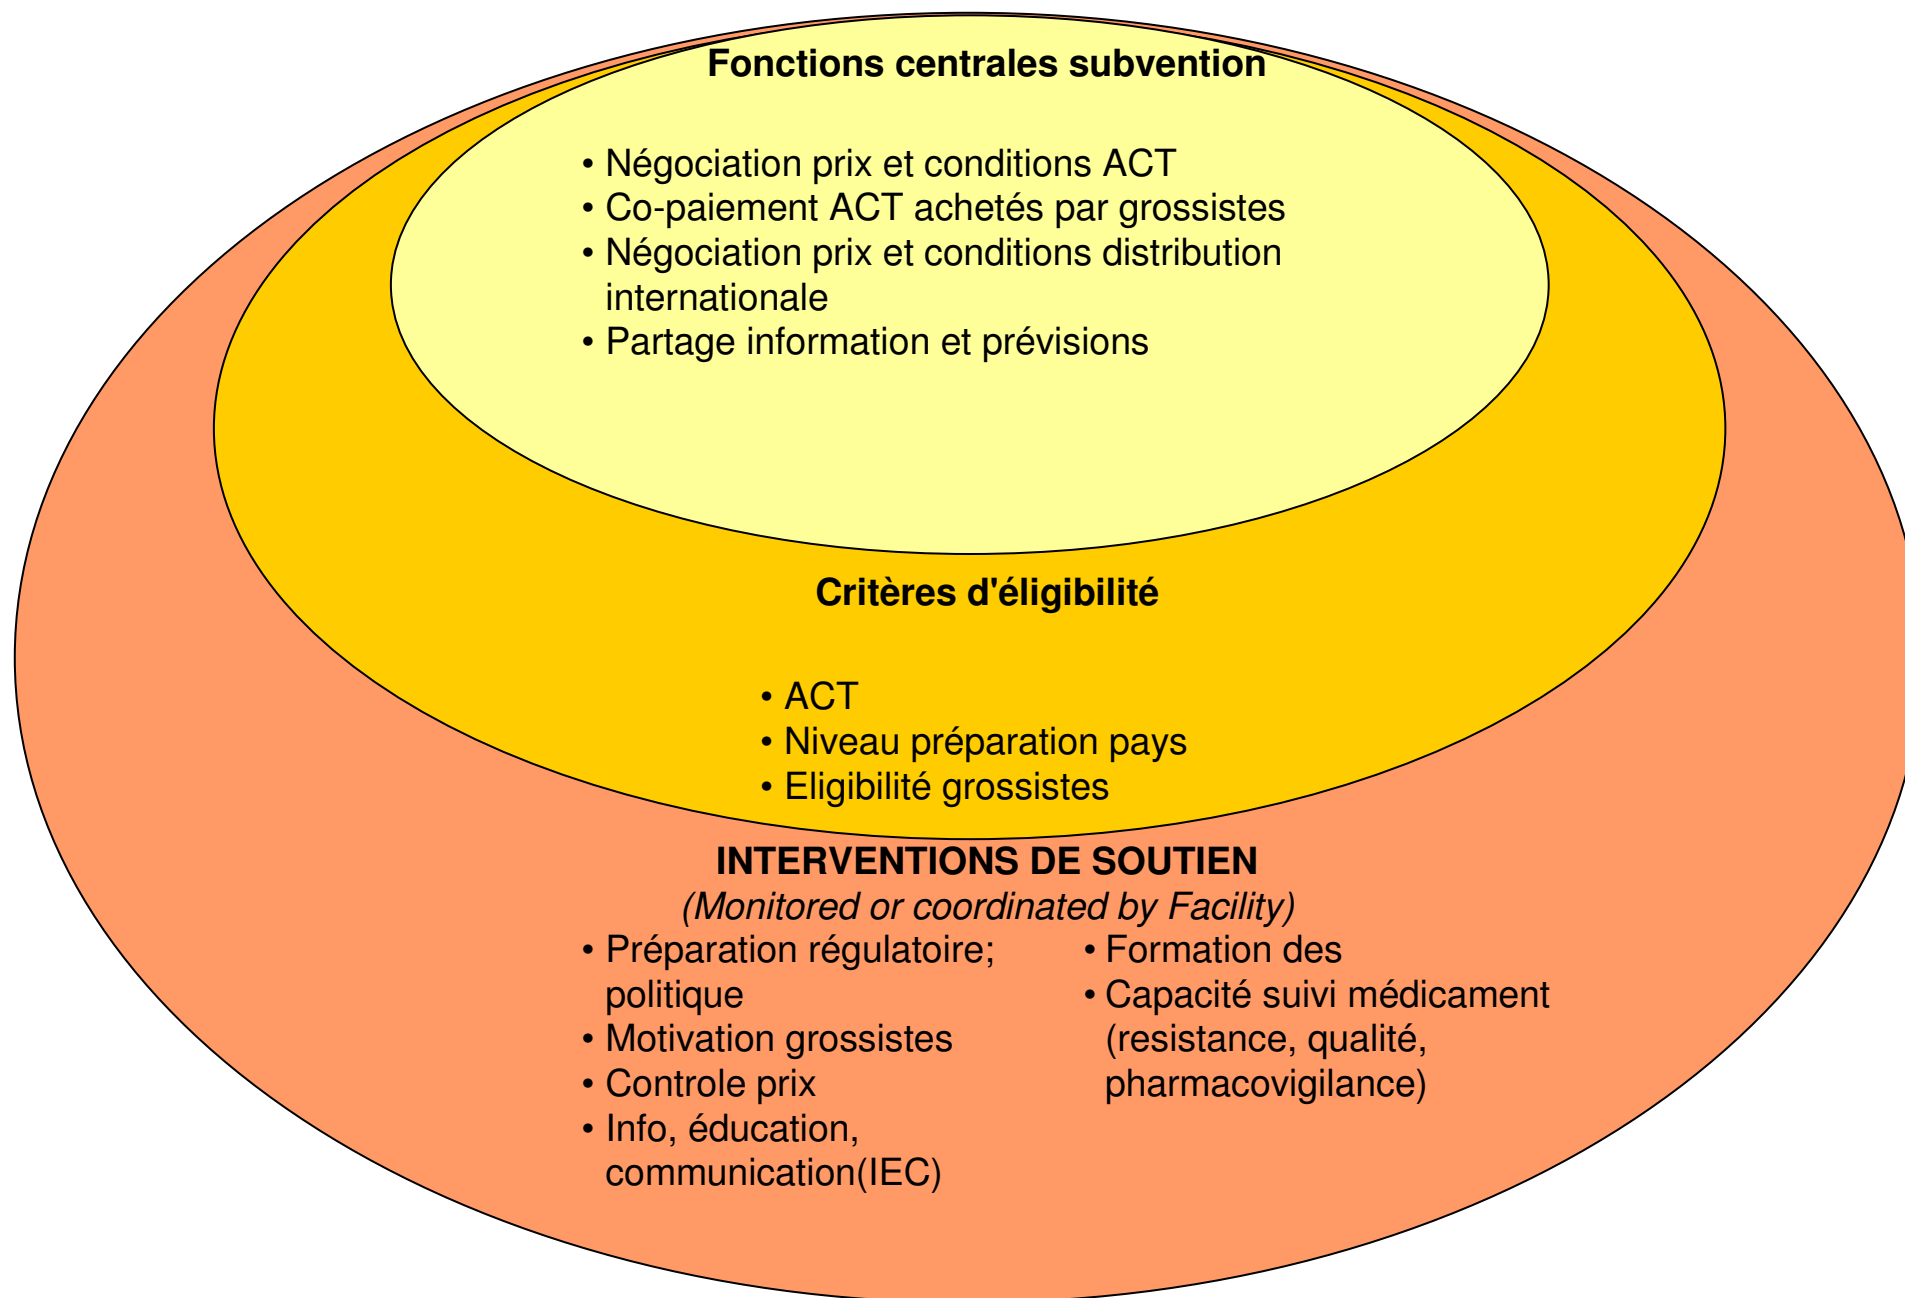 Fonctions centrales subvention
• Négociation prix et conditions ACT
• Co-paiement ACT achetés par grossistes
• Négociation prix et conditions distribution
internationale
• Partage information et prévisions
Critères d'éligibilité
• ACT
• Niveau préparation pays
• Eligibilité grossistes
INTERVENTIONS DE SOUTIEN
(Monitored or coordinated by Facility)
• Préparation régulatoire;
politique
• Motivation grossistes
• Controle prix
• Info, éducation,
communication(IEC)
• Formation des
• Capacité suivi médicament
(resistance, qualité,
pharmacovigilance)